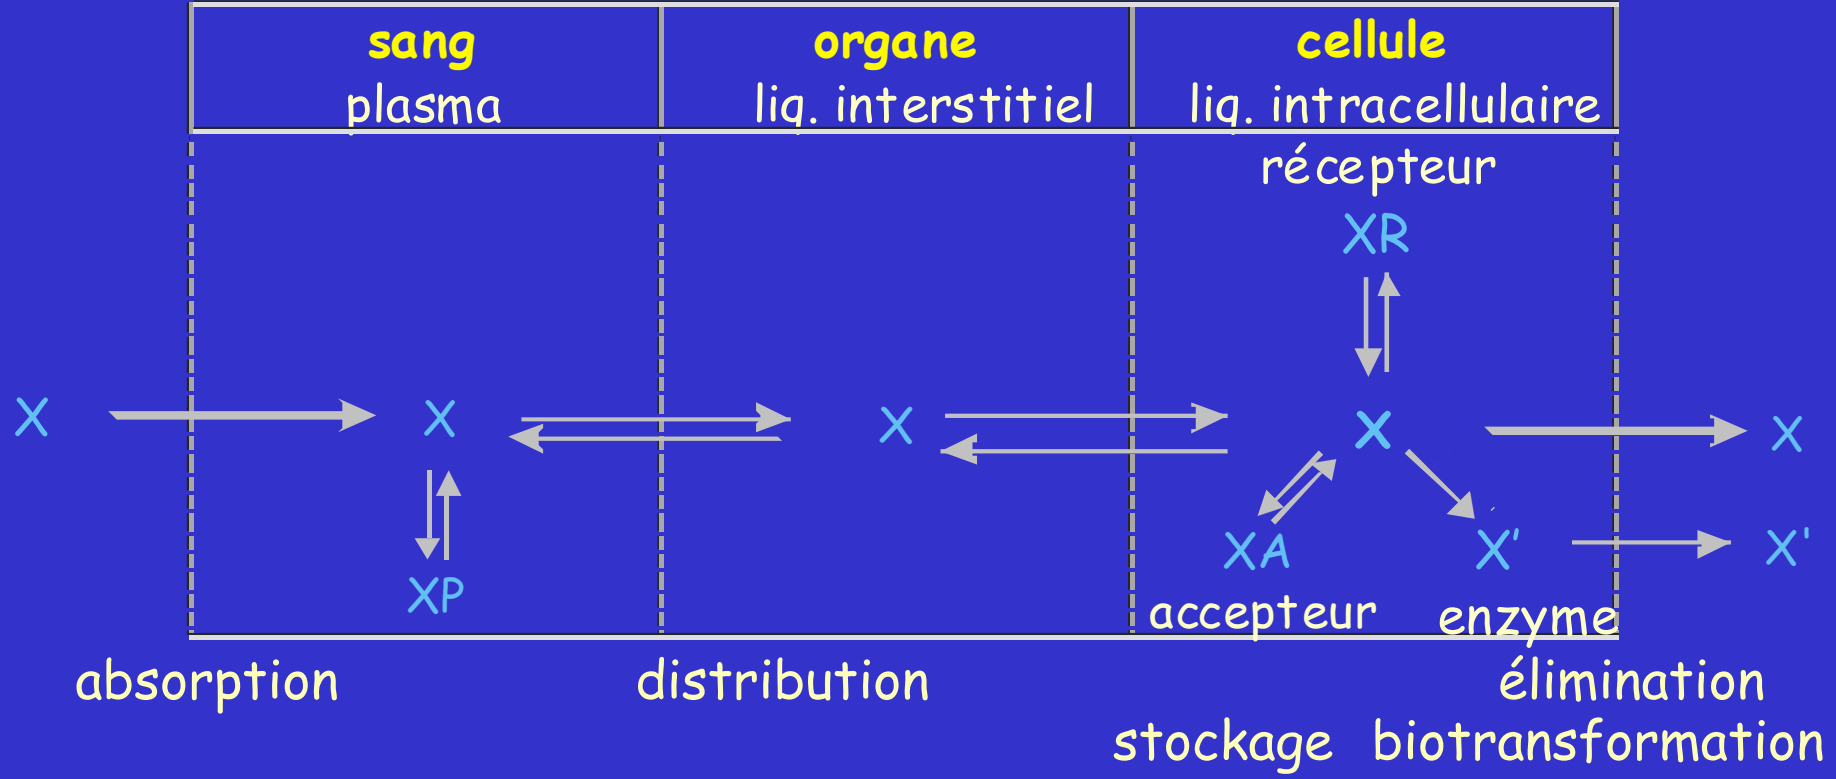 sang organe cellule
plasma liq. interstitiel liq. intracellulaire
récepteur
XR
X X X X X
XP XA X' X'
accepteur enzyme
absorption distribution élimination
stockage biotransformation